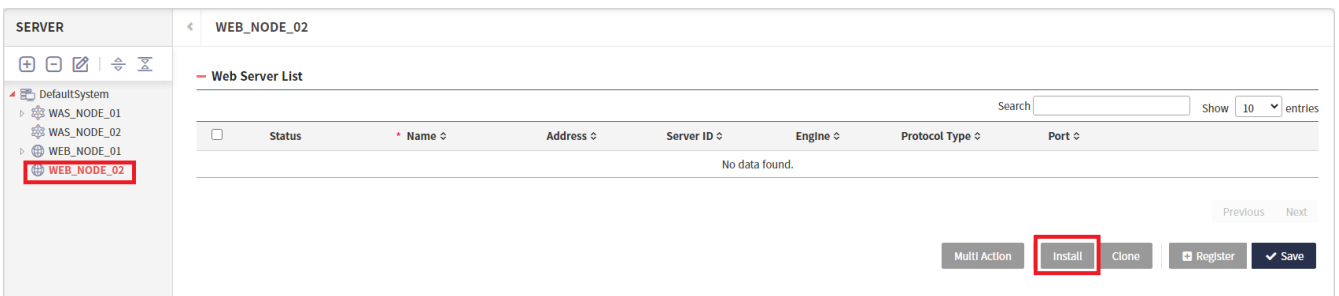 SERVER
WEB_NODE_02
DefaultSystem
WAS_NODE_01
WAS_NODE_02
WEB_NODE_01
WEB_NODE_02
Web Server List
Search Show 10 entries
Status * Name Address Server ID Engine Protocol Type Port
No data found.
Previous Next
Multi Action Install Clone Register Save